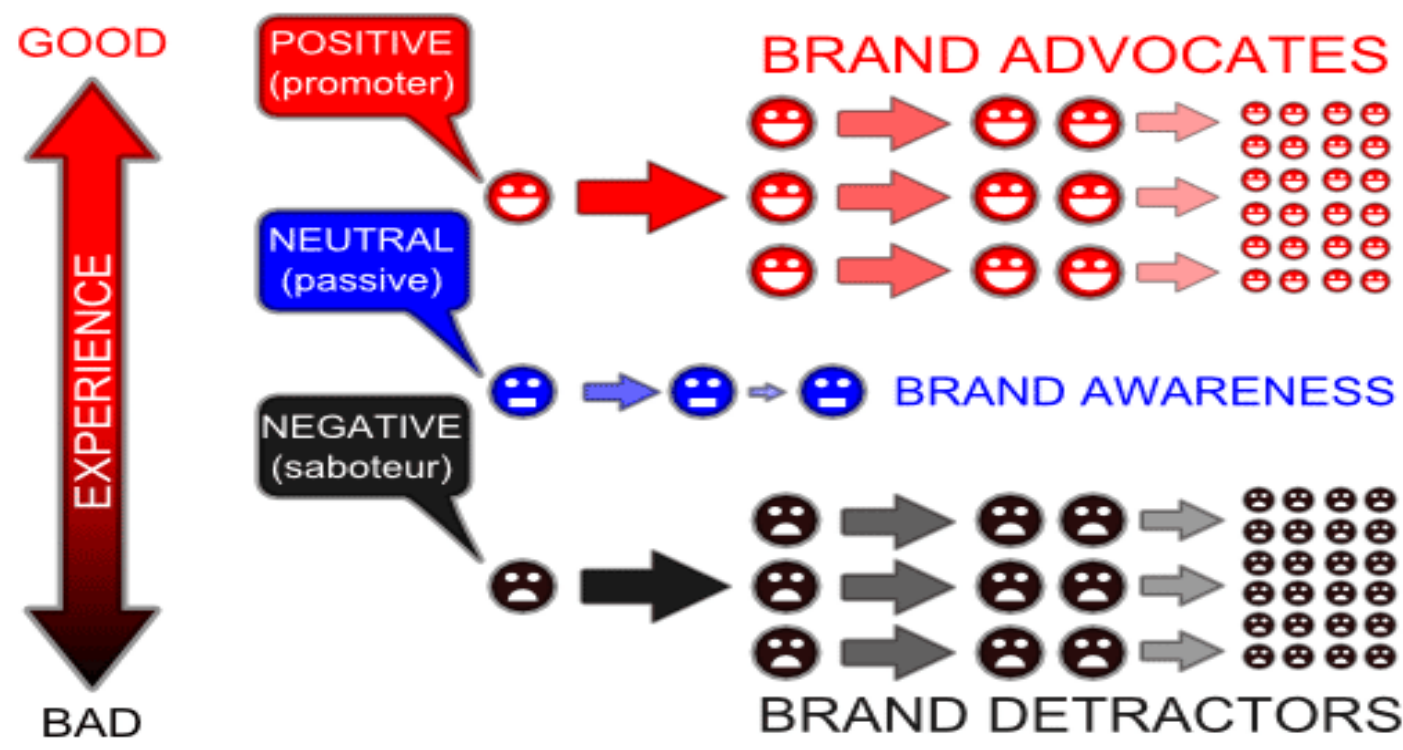 GOOD
EXPERIENCE
BAD
POSITIVE
(promoter)
NEUTRAL
(passive)
NEGATIVE
(saboteur)
BRAND ADVOCATES
BRAND AWARENESS
BRAND DETRACTORS